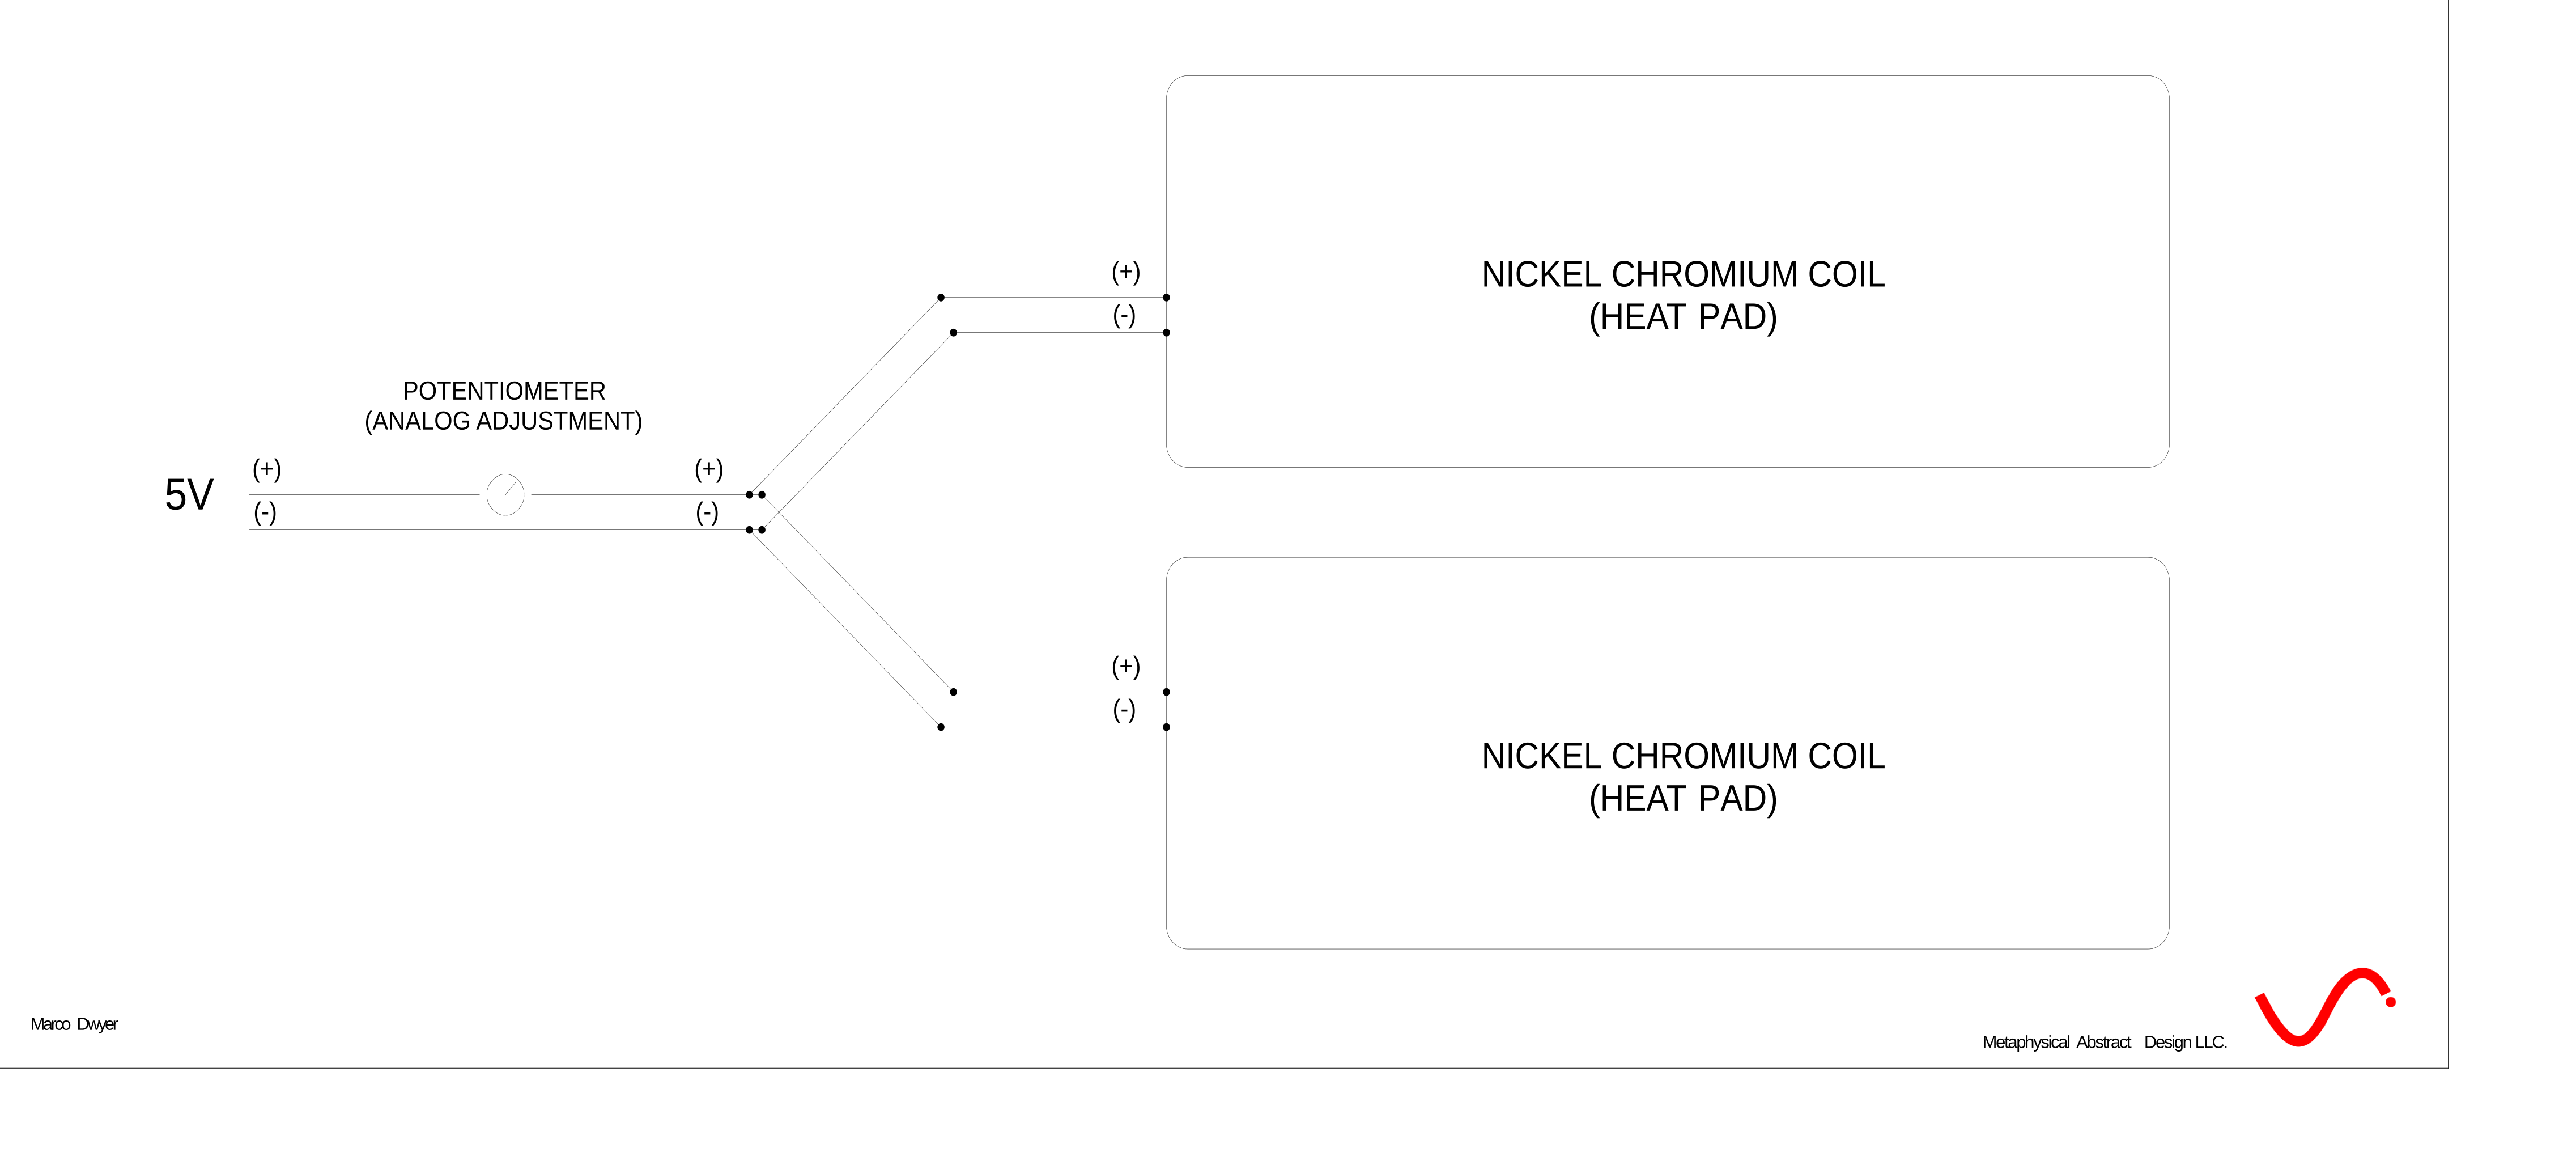 NICKEL CHROMIUM COIL
(HEAT PAD)
(+)
(-)
POTENTIOMETER
(ANALOG ADJUSTMENT)
5V
(+)
(-)
(+)
(-)
(+)
(-)
NICKEL CHROMIUM COIL
(HEAT PAD)
Marco Dwyer
Metaphysical Abstract Design LLC.